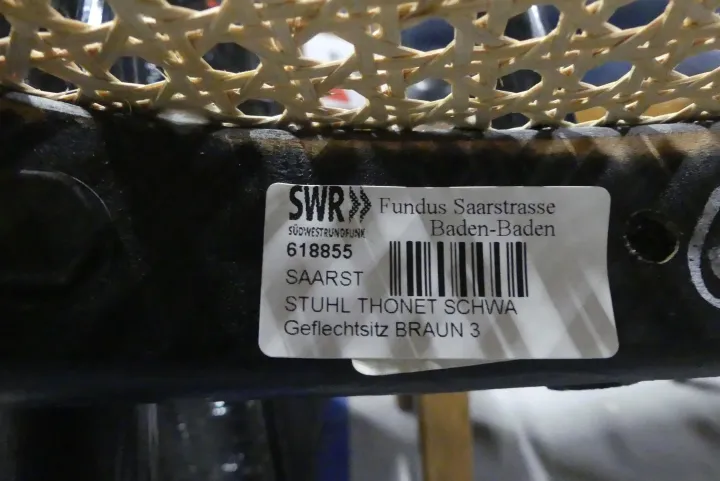 SWR
SÜDWESTRUNDFUNK
Fundus Saarstrasse
Baden-Baden
618855
SAARST
STUHL THONET SCHWA
Geflechtsitz BRAUN 3